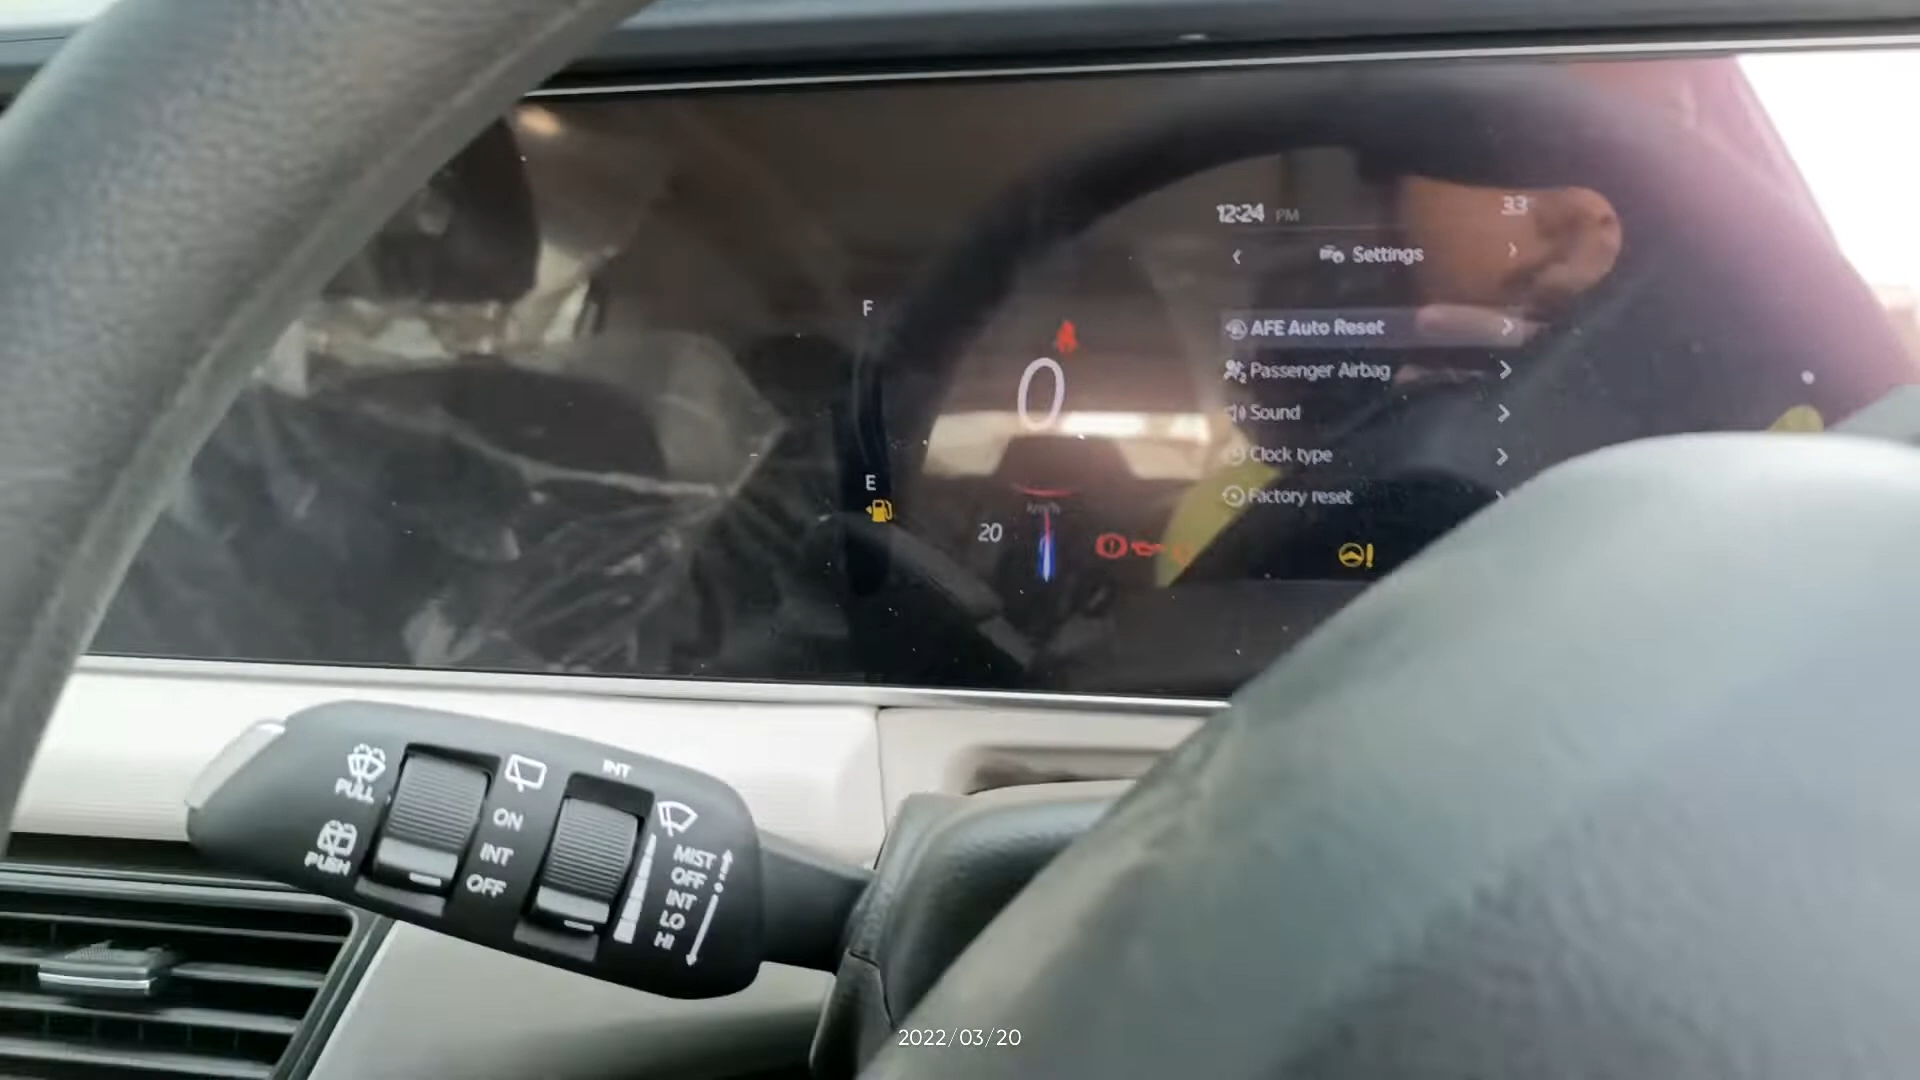 12:24 PM
33
Settings
AFE Auto Reset
Passenger Airbag
Sound
Clock type
Factory reset
F
E
0
km/h
20
PULL
PUSH
ON
INT
OFF
INT
MIST
OFF
INT
LO
HI
2022/03/20